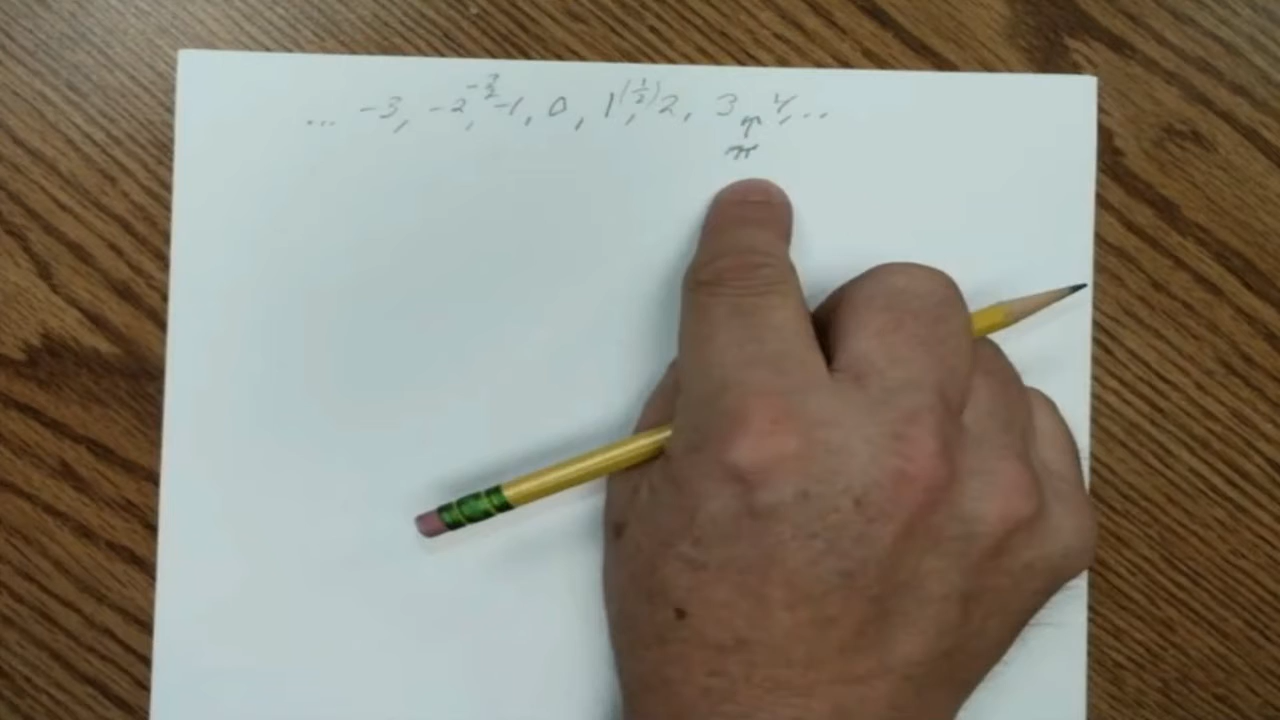 ... -3, -2, -3/2 -1, 0, 1, (1/2) 2, 3, π 4, ...
π